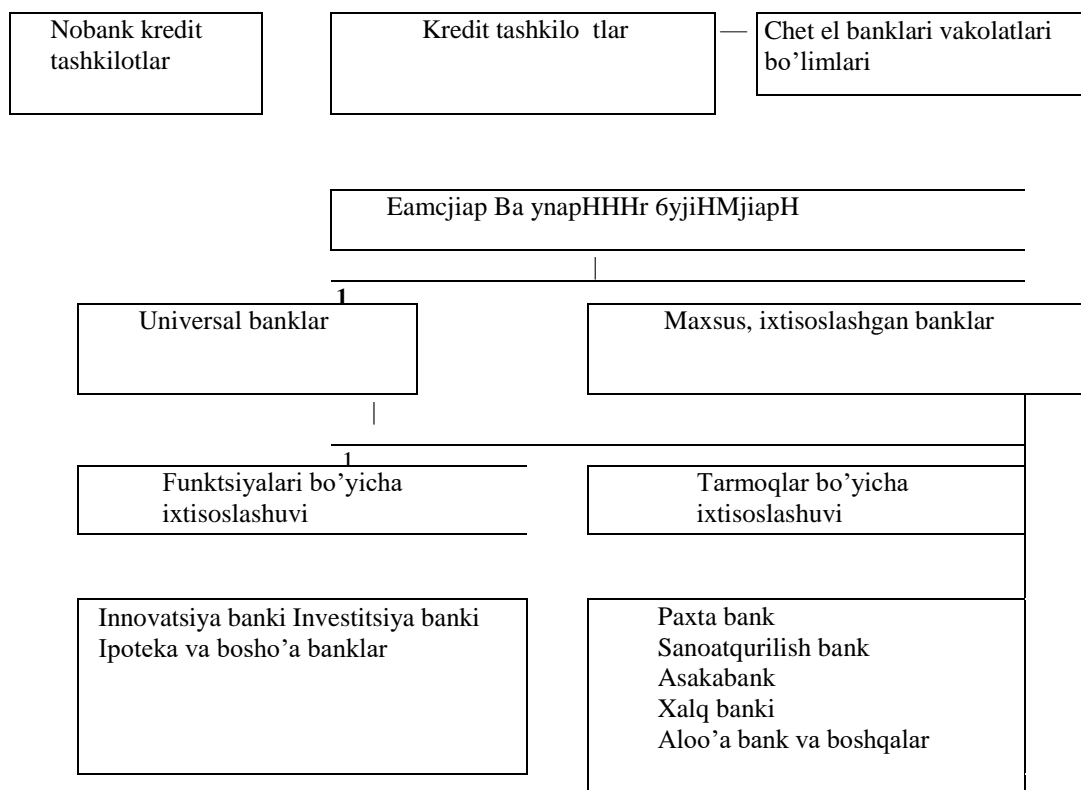 Nobank kredit
tashkilotlar
Kredit tashkilo tlar
—
Chet el banklari vakolatlari
bo’limlari
Eamcjiap Ba ynapHHHr 6yjiHMjiapH
|
1
Universal banklar
Maxsus, ixtisoslashgan banklar
|
1
Funktsiyalari bo’yicha
ixtisoslashuvi
Tarmoqlar bo’yicha
ixtisoslashuvi
Innovatsiya banki Investitsiya banki
Ipoteka va bosho’a banklar
Paxta bank
Sanoatqurilish bank
Asakabank
Xalq banki
Aloo’a bank va boshqalar